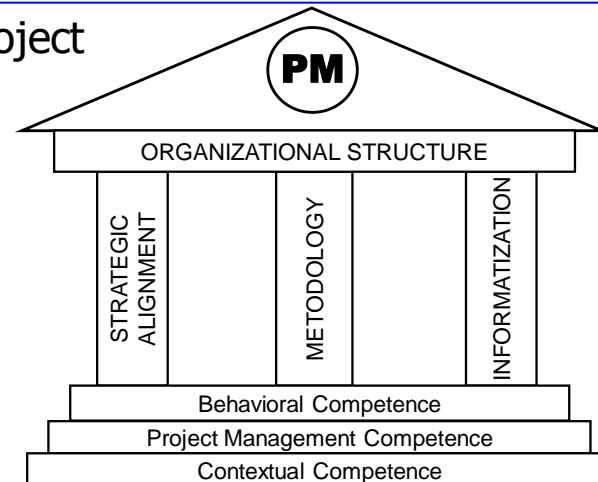 oject
PM
ORGANIZATIONAL STRUCTURE
STRATEGIC
ALIGNMENT
METODOLOGY
INFORMATIZATION
Behavioral Competence
Project Management Competence
Contextual Competence